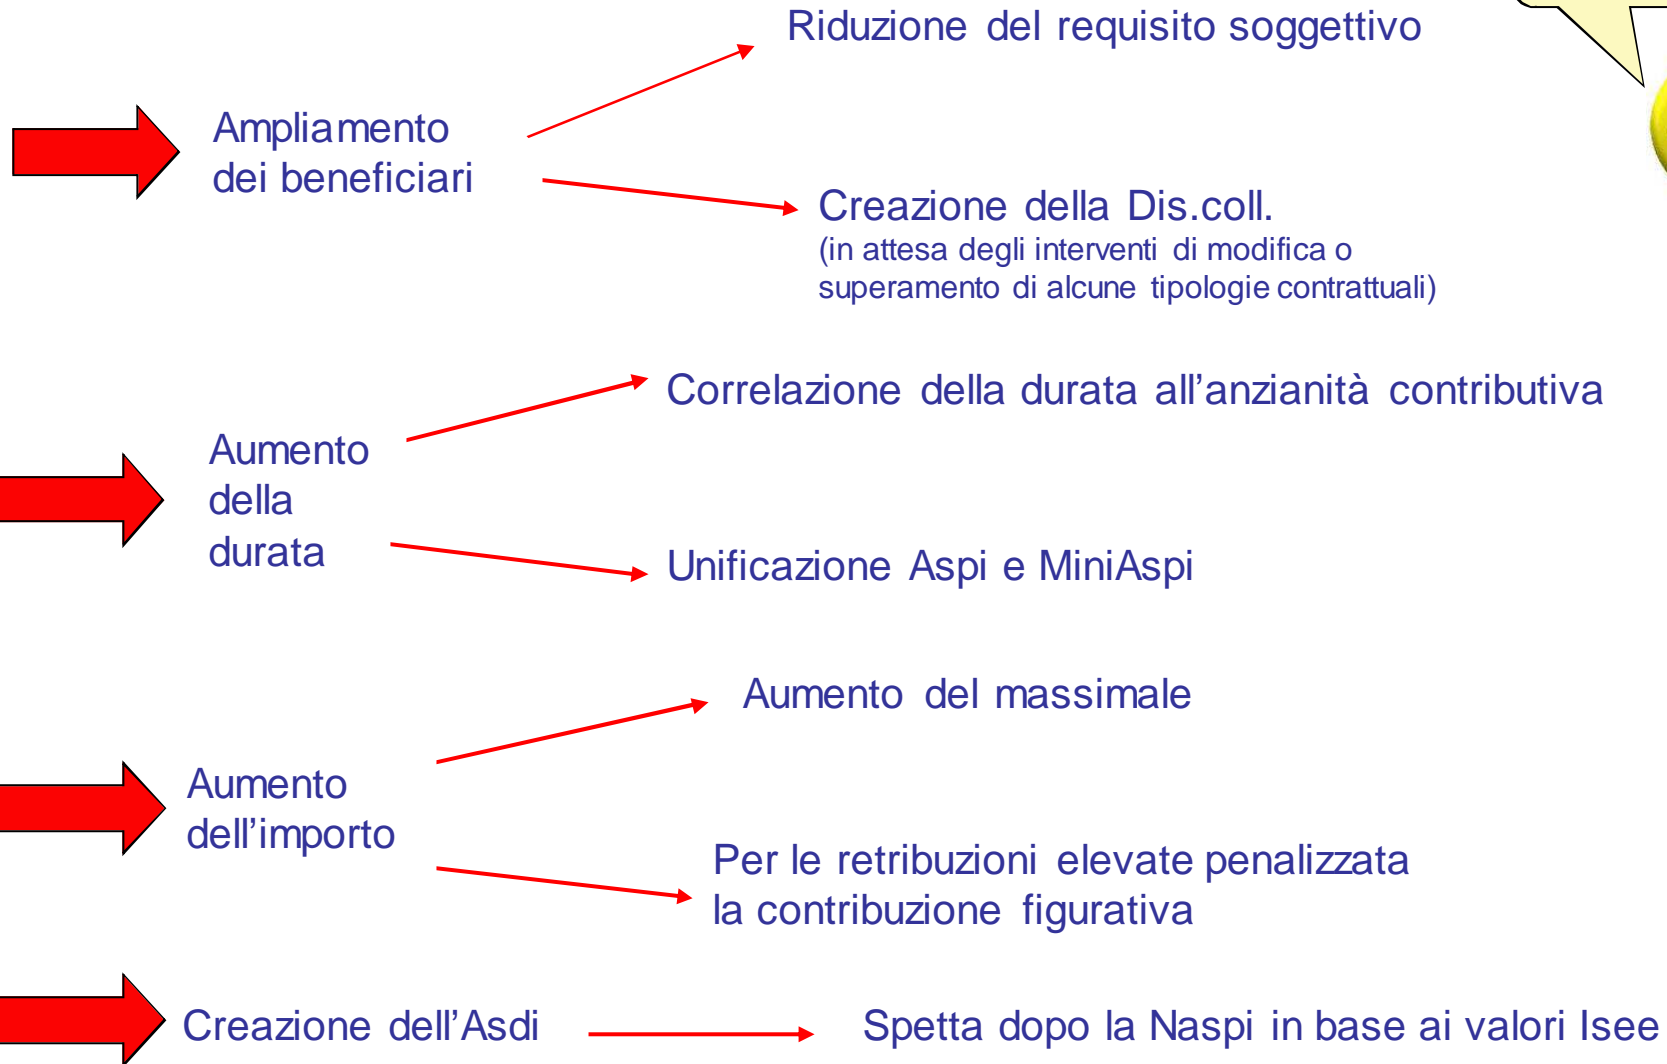 Riduzione del requisito soggettivo
Ampliamento
dei beneficiari
Creazione della Dis.coll.
(in attesa degli interventi di modifica o
superamento di alcune tipologie contrattuali)
Correlazione della durata all’anzianità contributiva
Aumento
della
durata
Unificazione Aspi e MiniAspi
Aumento del massimale
Aumento
dell’importo
Per le retribuzioni elevate penalizzata
la contribuzione figurativa
Creazione dell’Asdi
Spetta dopo la Naspi in base ai valori Isee